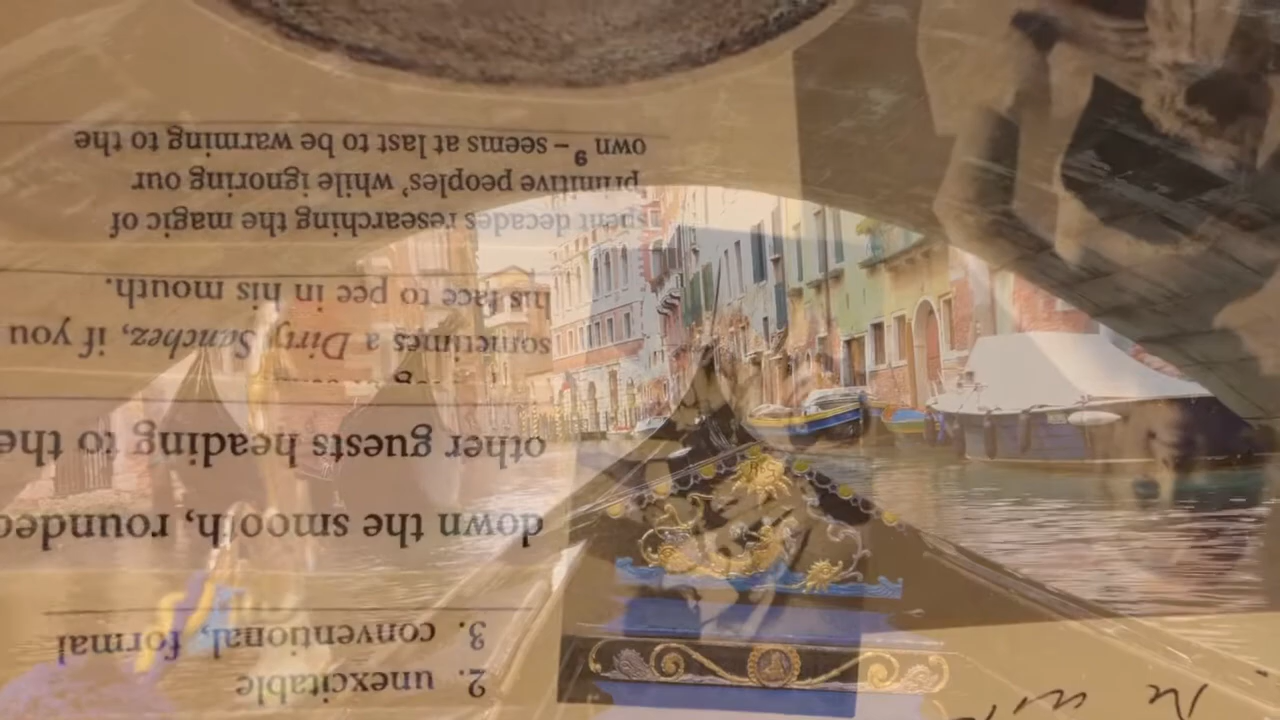 2. unexcitable
3. conventional, formal
down the smooth, rounded
other guests heading to the
sometimes a Dirty Sanchez, if you
his face to pee in his mouth.
spent decades researching the magic of
primitive peoples' while ignoring our
own 9 – seems at last to be warming to the